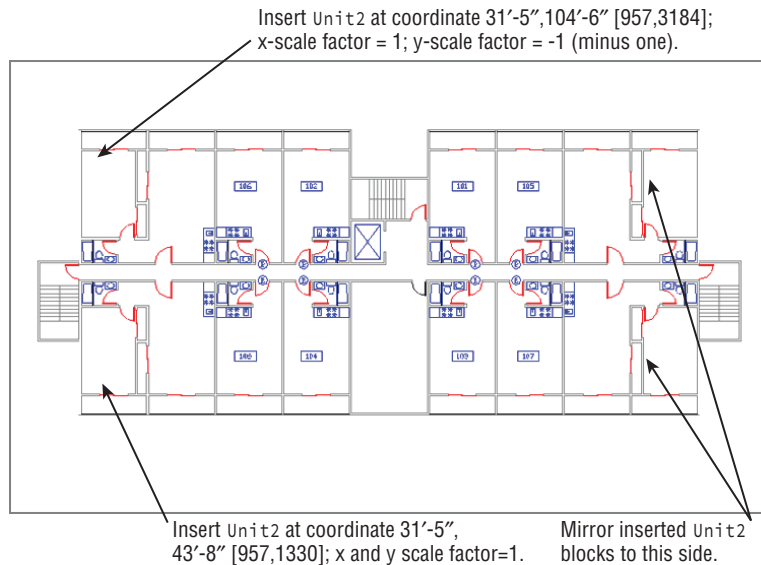 Insert Unit2 at coordinate 31′-5″,104′-6″ [957,3184];
x-scale factor = 1; y-scale factor = -1 (minus one).
106 102 101 105
104 107
Insert Unit2 at coordinate 31′-5″,
43′-8″ [957,1330]; x and y scale factor=1.
Mirror inserted Unit2
blocks to this side.